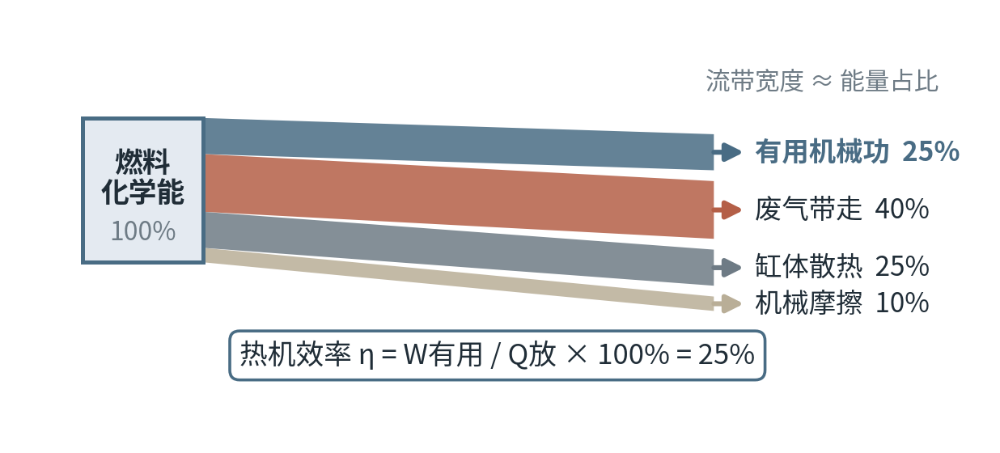 流带宽度 ≈ 能量占比
燃料
化学能
100%
有用机械功 25%
废气带走 40%
缸体散热 25%
机械摩擦 10%
热机效率 η = W有用 / Q放 × 100% = 25%